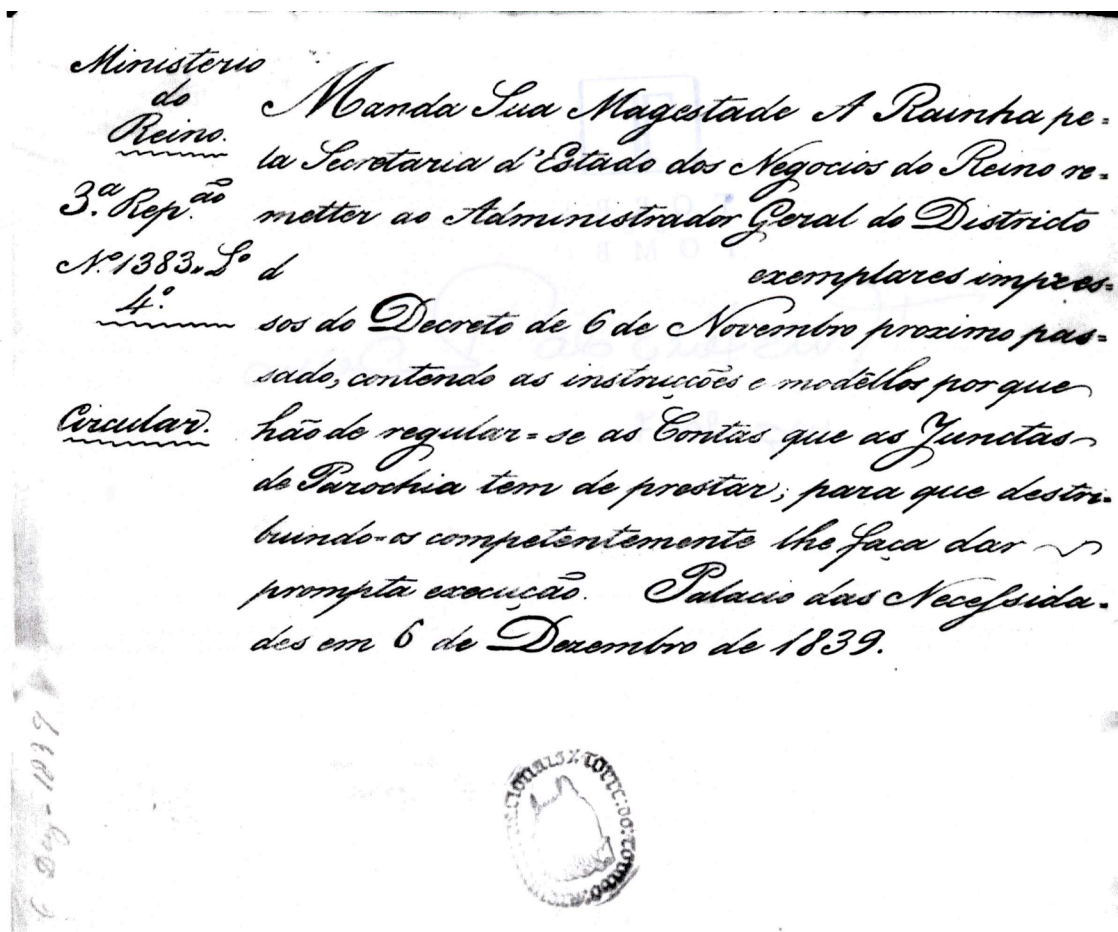 Ministerio
do
Reino.
3.ª Rep.ção
N.º 1383. L.º
4.º
Circular.
Manda Sua Magestade A Rainha pe=
la Secretaria d'Estado dos Negocios do Reino re=
metter ao Administrador Geral do Districto
d exemplares impres=
sos do Decreto de 6 de Novembro proximo pas=
sado, contendo as instrucções e modêllos por que
hão de regular=se as Contas que as Junctas
de Parochia tem de prestar; para que destri=
buindo=os competentemente lhe faça dar
prompta execução. Palacio das Necessida=
des em 6 de Dezembro de 1839.
6 Dez - 1839
TORRE:DO:TOMBO